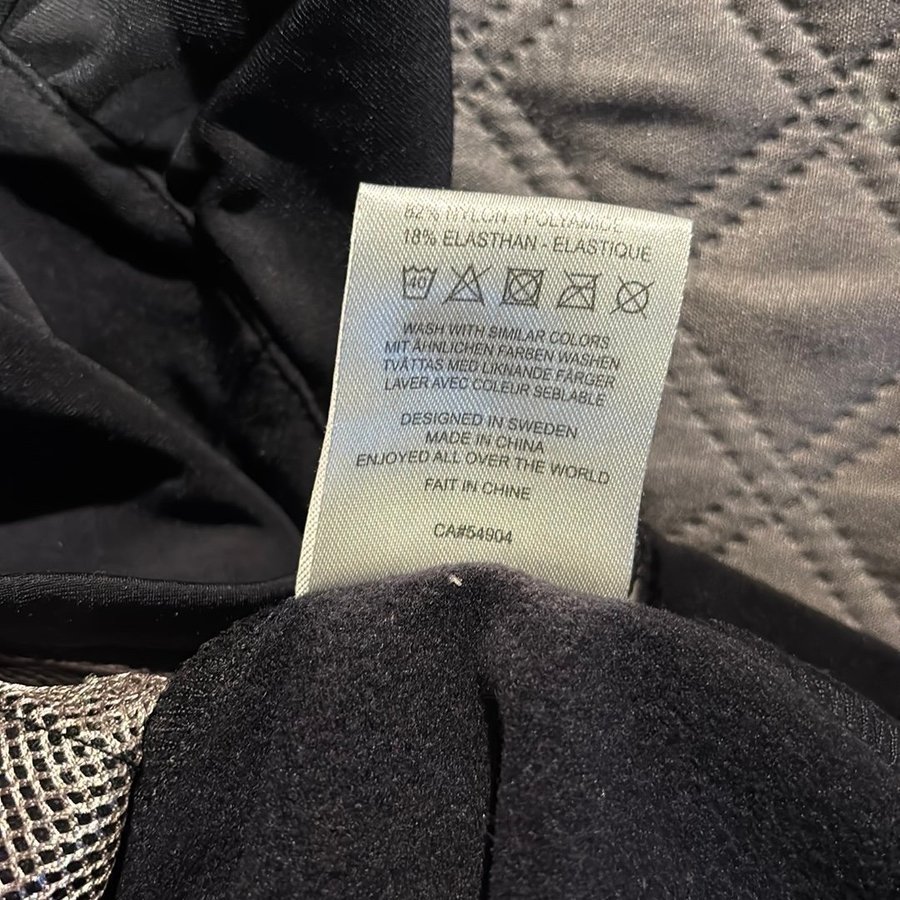 82% NYLON - POLYAMIDE
18% ELASTHAN - ELASTIQUE
40
WASH WITH SIMILAR COLORS
MIT ÄHNLICHEN FARBEN WASHEN
TVÄTTAS MED LIKNANDE FÄRGER
LAVER AVEC COLEUR SEBLABLE
DESIGNED IN SWEDEN
MADE IN CHINA
ENJOYED ALL OVER THE WORLD
FAIT IN CHINE
CA#54904